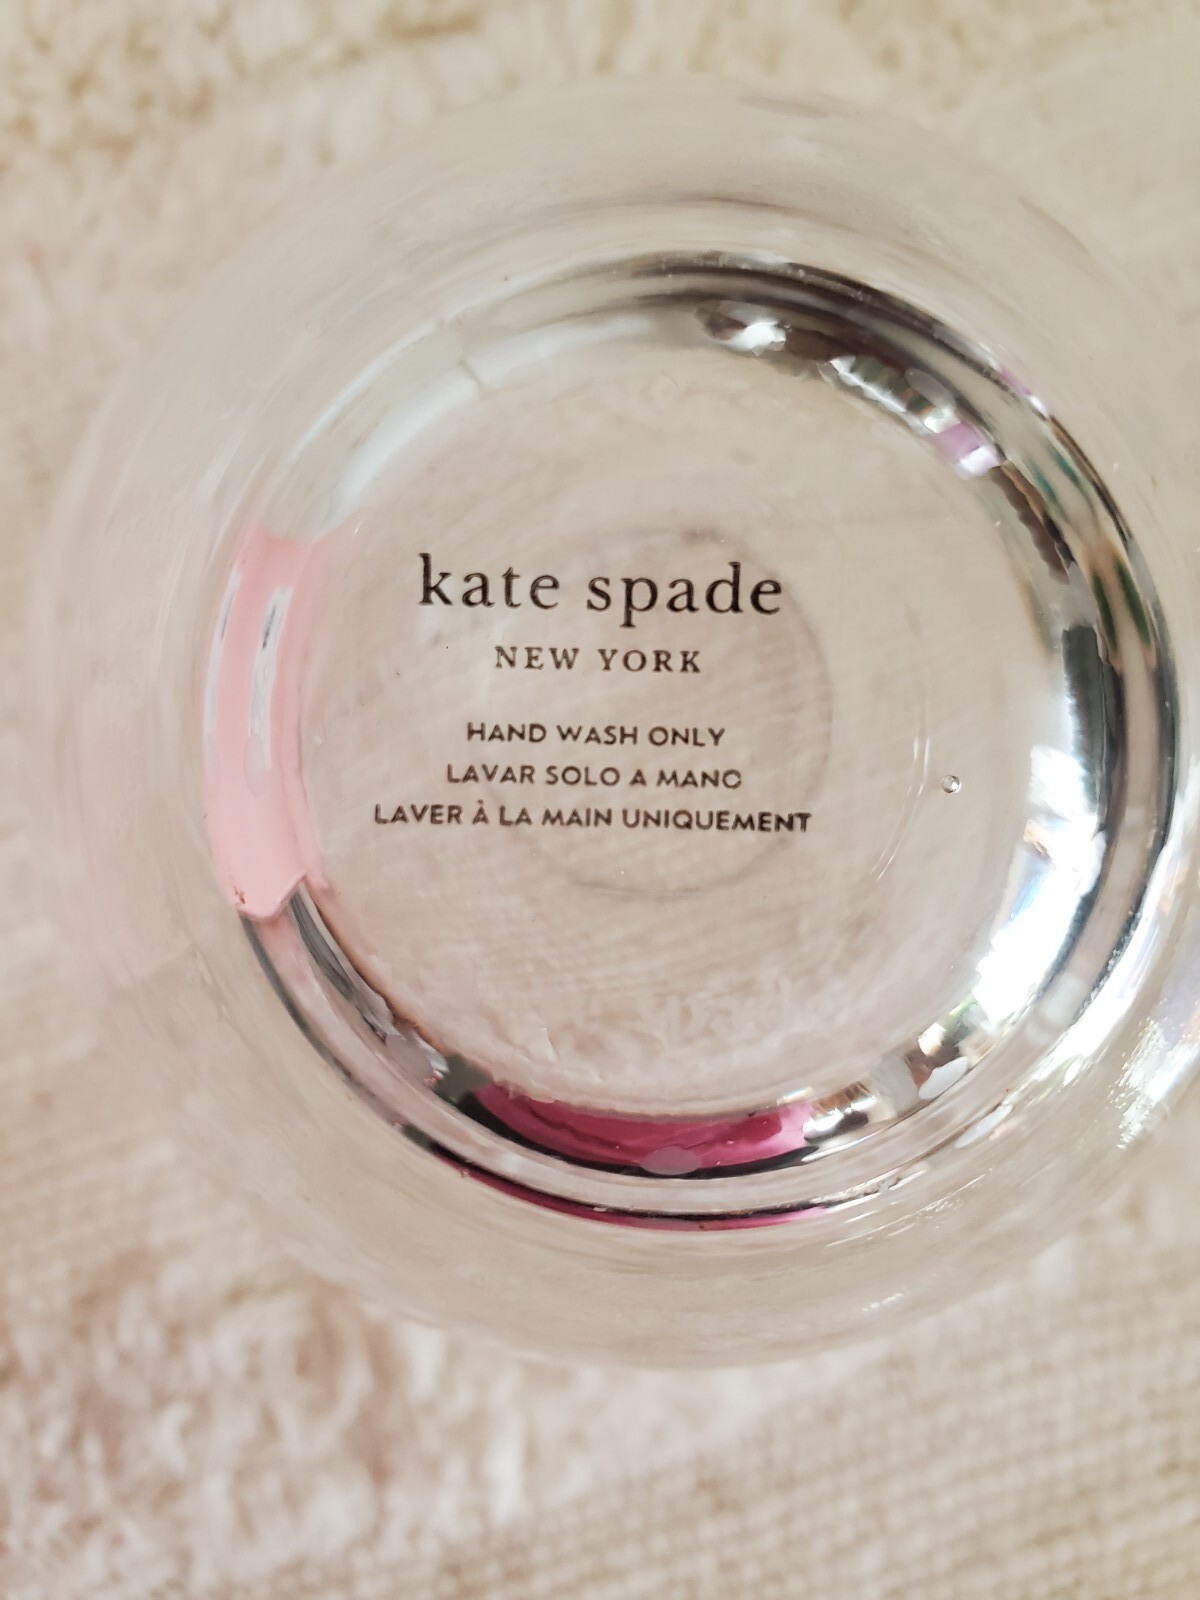 kate spade
NEW YORK
HAND WASH ONLY
LAVAR SOLO A MANO
LAVER À LA MAIN UNIQUEMENT